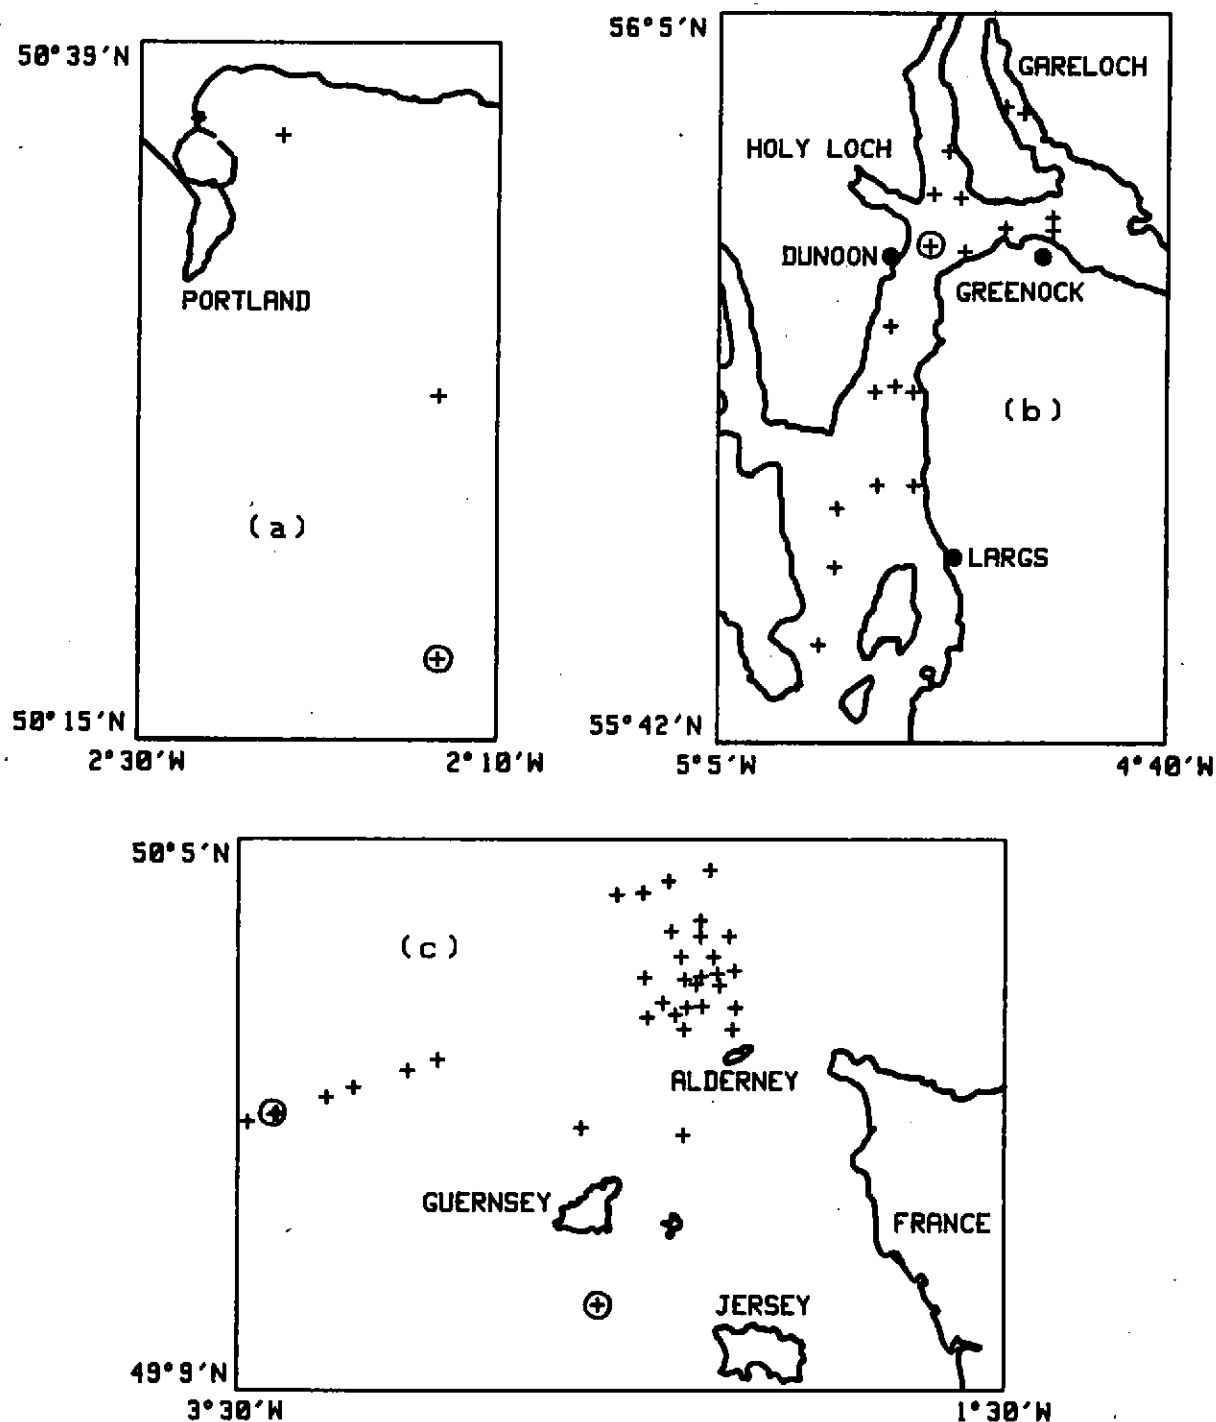 50°39'N
PORTLAND
(a)
50°15'N
2°30'W
2°10'W
56°5'N
GARELOCH
HOLY LOCH
DUNOON
GREENOCK
(b)
LARGS
55°42'N
5°5'W
4°40'W
50°5'N
(c)
ALDERNEY
GUERNSEY
FRANCE
JERSEY
49°9'N
3°30'W
1°30'W